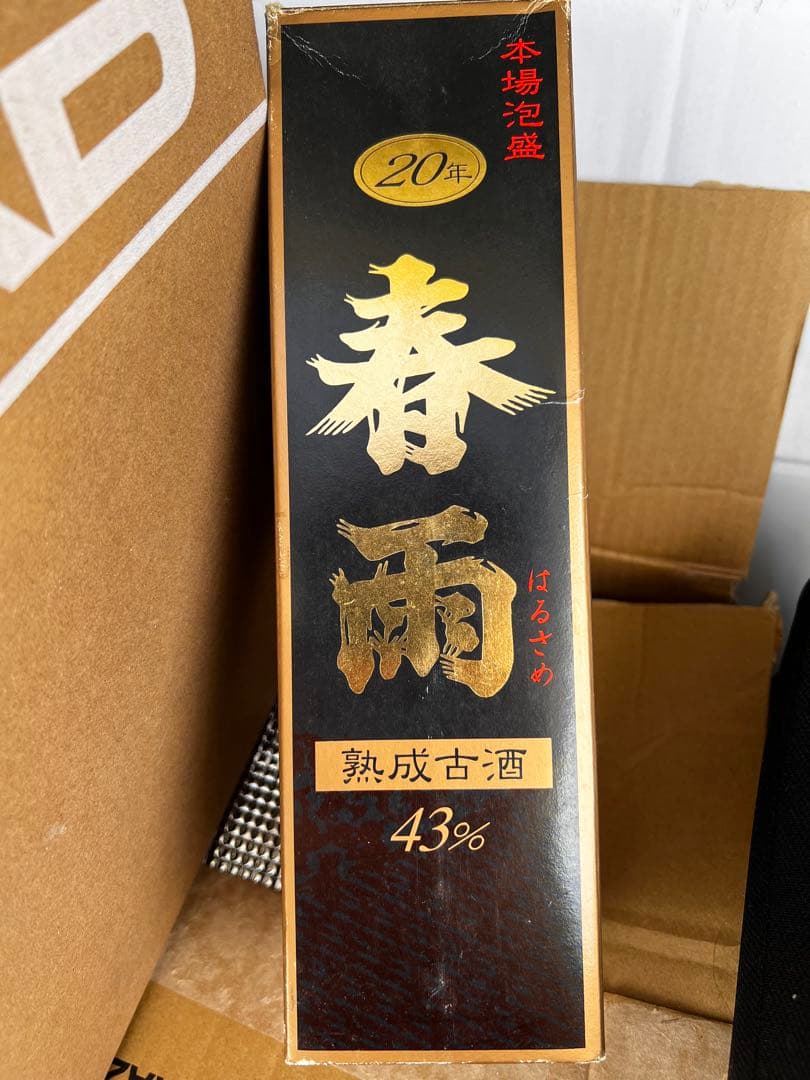 本場泡盛
20年
春雨
はるさめ
熟成古酒
43%